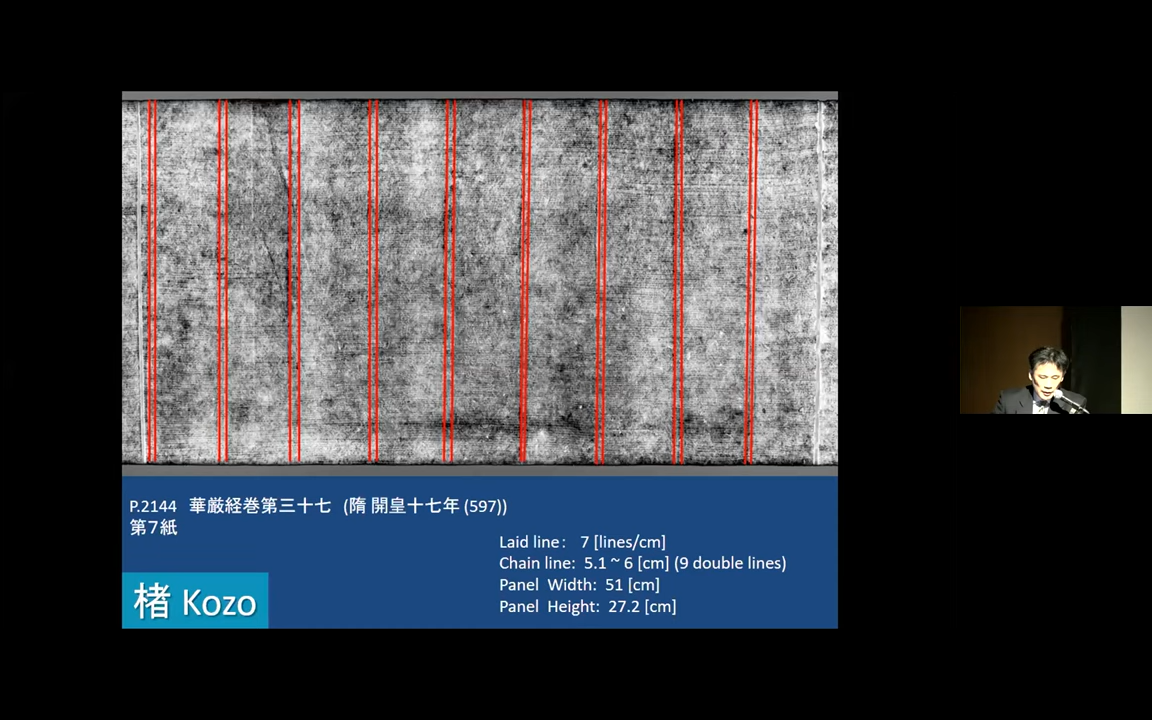 P.2144 華厳経巻第三十七 (隋 開皇十七年 (597))
第7紙
Laid line: 7 [lines/cm]
Chain line: 5.1 ~ 6 [cm] (9 double lines)
Panel Width: 51 [cm]
Panel Height: 27.2 [cm]
楮 Kozo